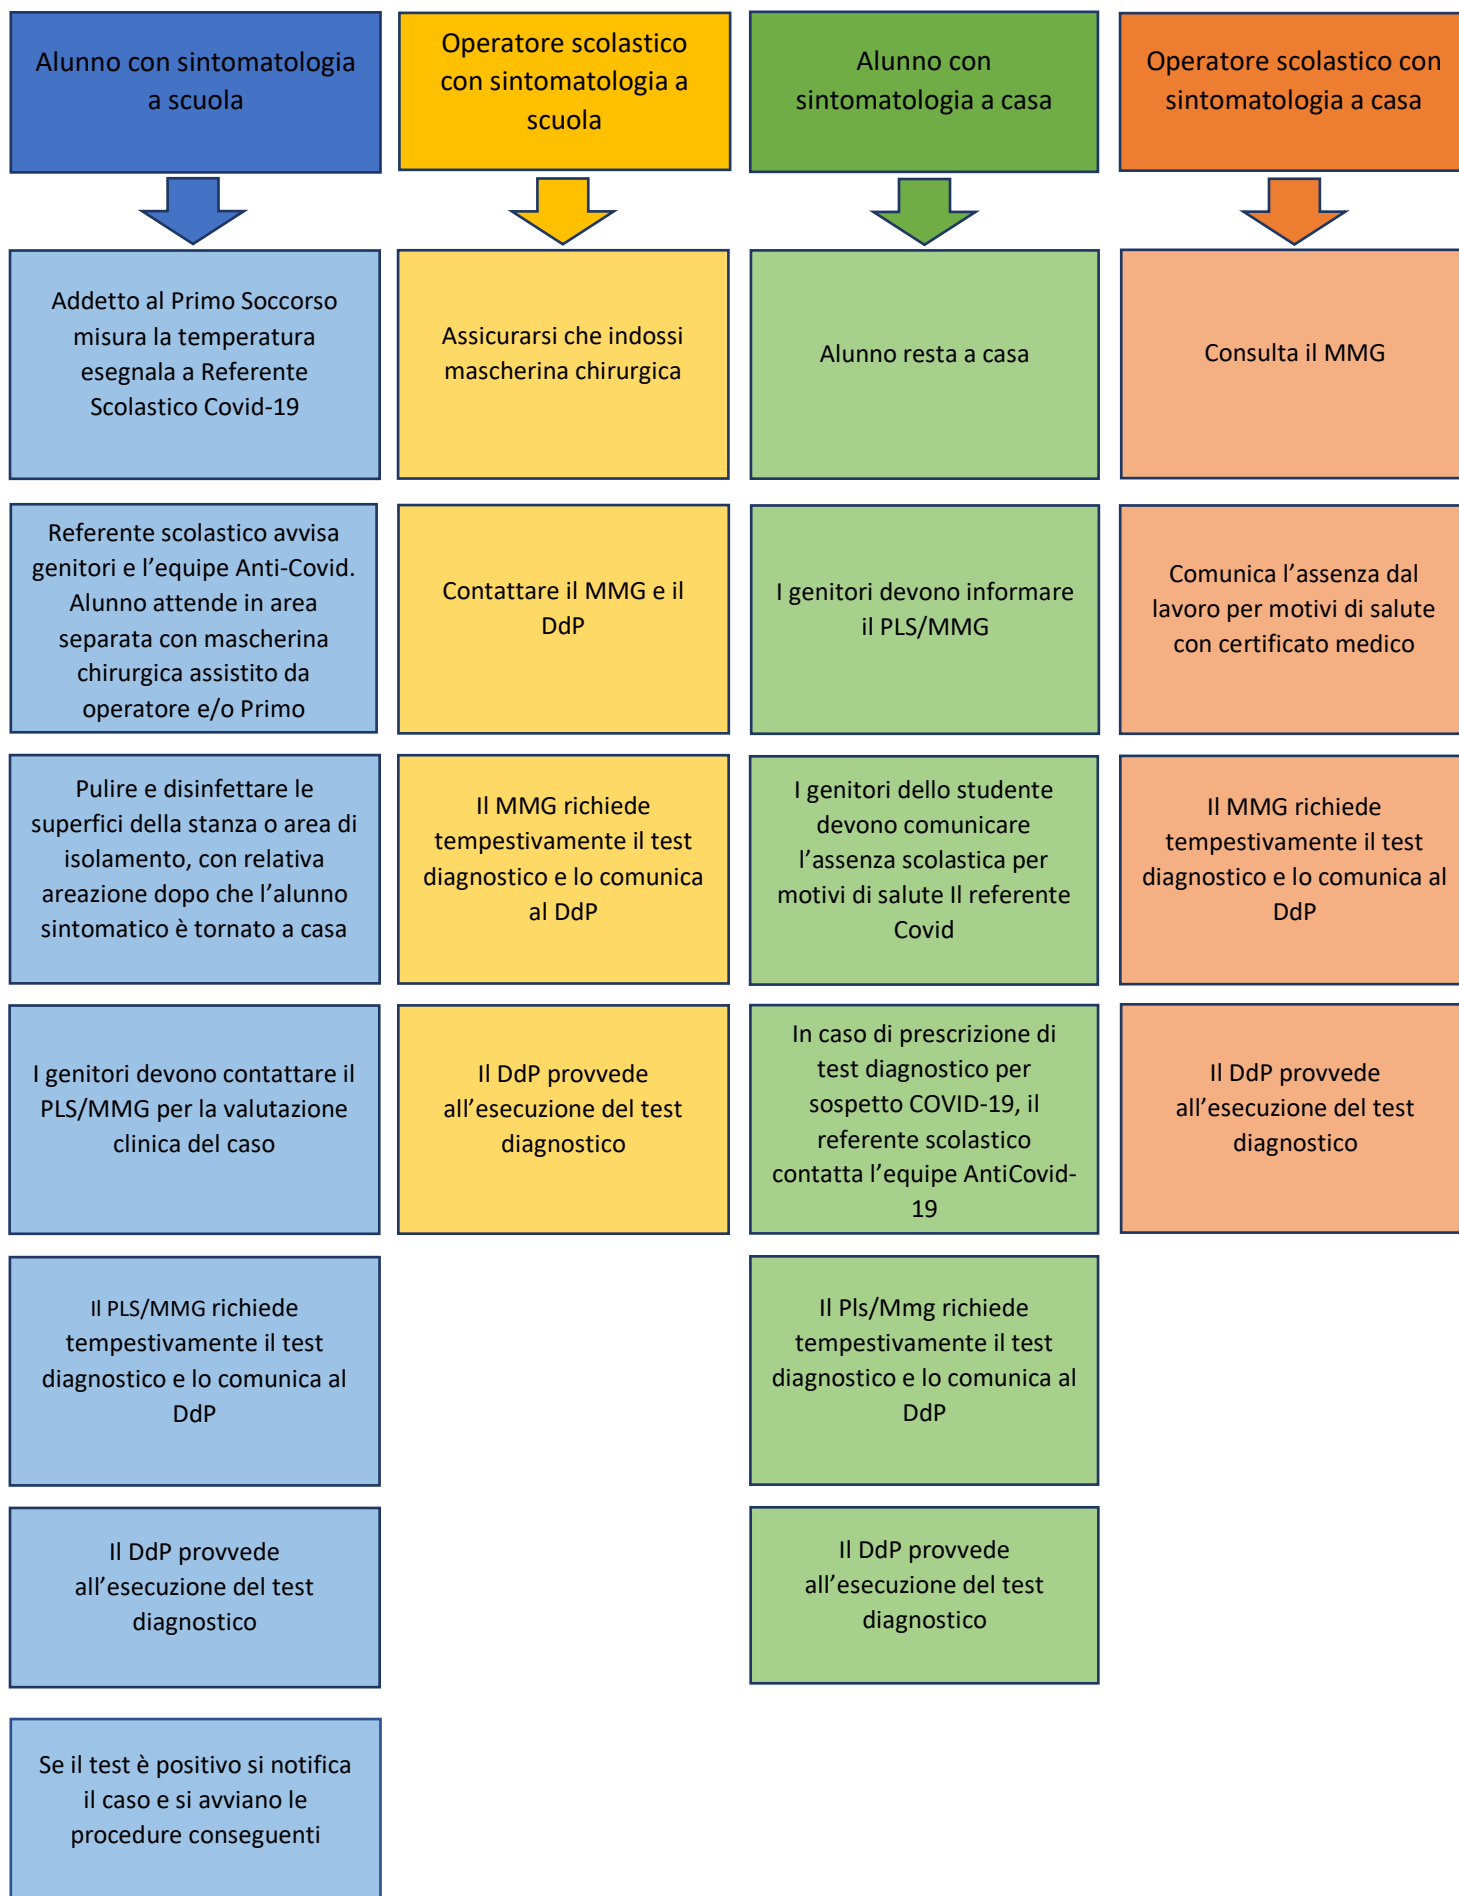 Alunno con sintomatologia
a scuola
Addetto al Primo Soccorso
misura la temperatura
esegnala a Referente
Scolastico Covid-19
Referente scolastico avvisa
genitori e l’equipe Anti-Covid.
Alunno attende in area
separata con mascherina
chirurgica assistito da
operatore e/o Primo
Pulire e disinfettare le
superfici della stanza o area di
isolamento, con relativa
areazione dopo che l’alunno
sintomatico è tornato a casa
I genitori devono contattare il
PLS/MMG per la valutazione
clinica del caso
Il PLS/MMG richiede
tempestivamente il test
diagnostico e lo comunica al
DdP
Il DdP provvede
all’esecuzione del test
diagnostico
Se il test è positivo si notifica
il caso e si avviano le
procedure conseguenti
Operatore scolastico
con sintomatologia a
scuola
Assicurarsi che indossi
mascherina chirurgica
Contattare il MMG e il
DdP
Il MMG richiede
tempestivamente il test
diagnostico e lo comunica
al DdP
Il DdP provvede
all’esecuzione del test
diagnostico
Alunno con
sintomatologia a casa
Alunno resta a casa
I genitori devono informare
il PLS/MMG
I genitori dello studente
devono comunicare
l’assenza scolastica per
motivi di salute Il referente
Covid
In caso di prescrizione di
test diagnostico per
sospetto COVID-19, il
referente scolastico
contatta l’equipe AntiCovid-
19
Il Pls/Mmg richiede
tempestivamente il test
diagnostico e lo comunica al
DdP
Il DdP provvede
all’esecuzione del test
diagnostico
Operatore scolastico con
sintomatologia a casa
Consulta il MMG
Comunica l’assenza dal
lavoro per motivi di salute
con certificato medico
Il MMG richiede
tempestivamente il test
diagnostico e lo comunica al
DdP
Il DdP provvede
all’esecuzione del test
diagnostico